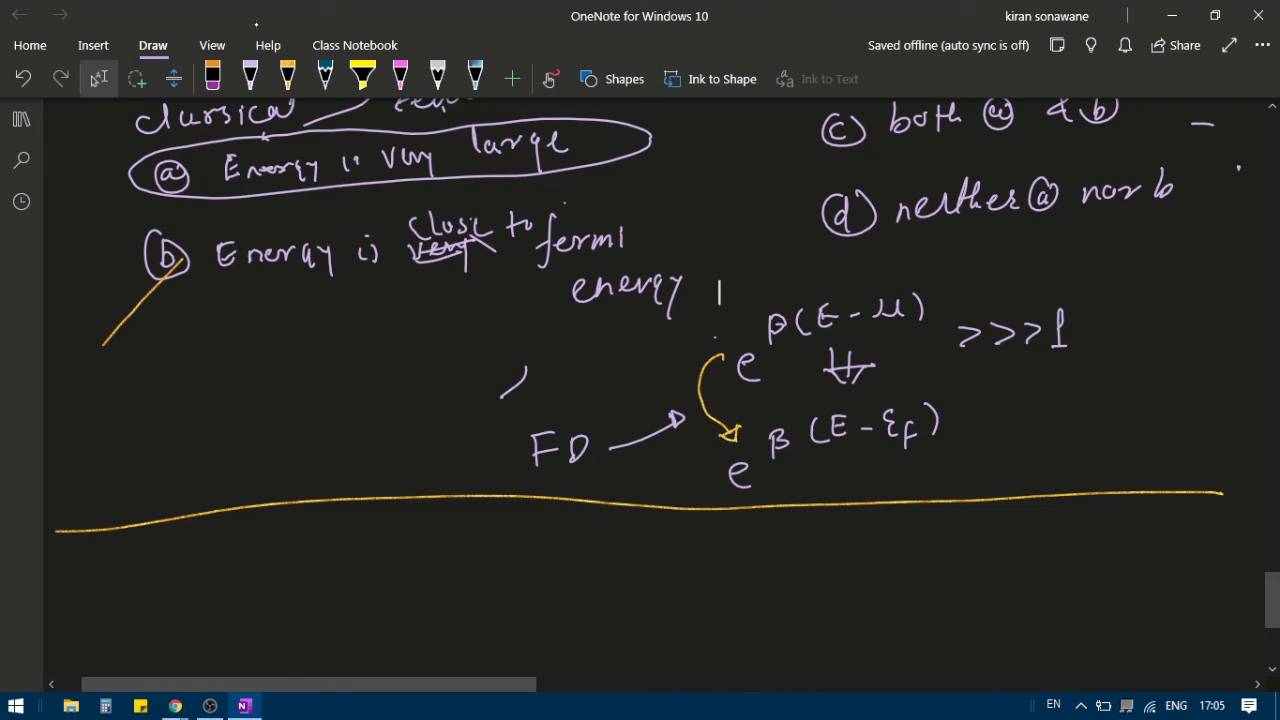 OneNote for Windows 10
kiran sonawane
Home Insert Draw View Help Class Notebook
Saved offline (auto sync is off)
Share
Shapes
Ink to Shape
Ink to Text
classical
(a) Energy is very large
(b) Energy is close to fermi
energy
(c) both (a) & (b)
(d) neither (a) nor b
e^β(E-μ) >>>1
FD
e^β(E-ℰF)
EN
ENG
17:05